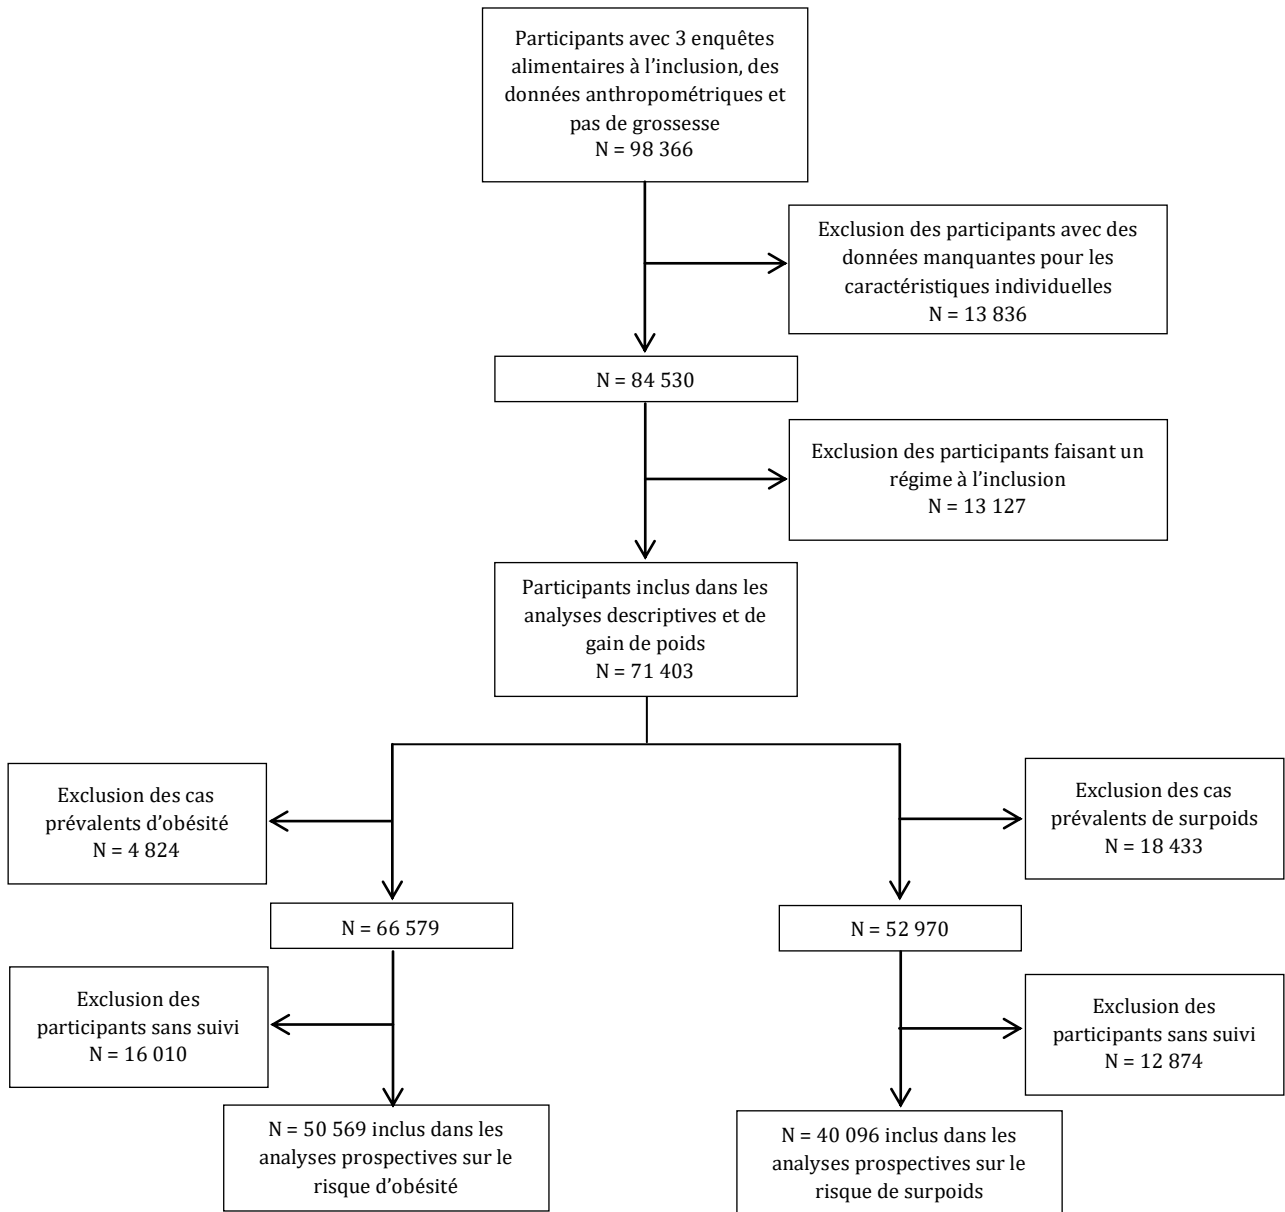 Participants avec 3 enquêtes
alimentaires à l’inclusion, des
données anthropométriques et
pas de grossesse
N = 98 366
Exclusion des participants avec des
données manquantes pour les
caractéristiques individuelles
N = 13 836
N = 84 530
Exclusion des participants faisant un
régime à l’inclusion
N = 13 127
Participants inclus dans les
analyses descriptives et de
gain de poids
N = 71 403
Exclusion des cas
prévalents d’obésité
N = 4 824
Exclusion des cas
prévalents de surpoids
N = 18 433
N = 66 579
N = 52 970
Exclusion des
participants sans suivi
N = 16 010
Exclusion des
participants sans suivi
N = 12 874
N = 50 569 inclus dans les
analyses prospectives sur le
risque d’obésité
N = 40 096 inclus dans les
analyses prospectives sur le
risque de surpoids